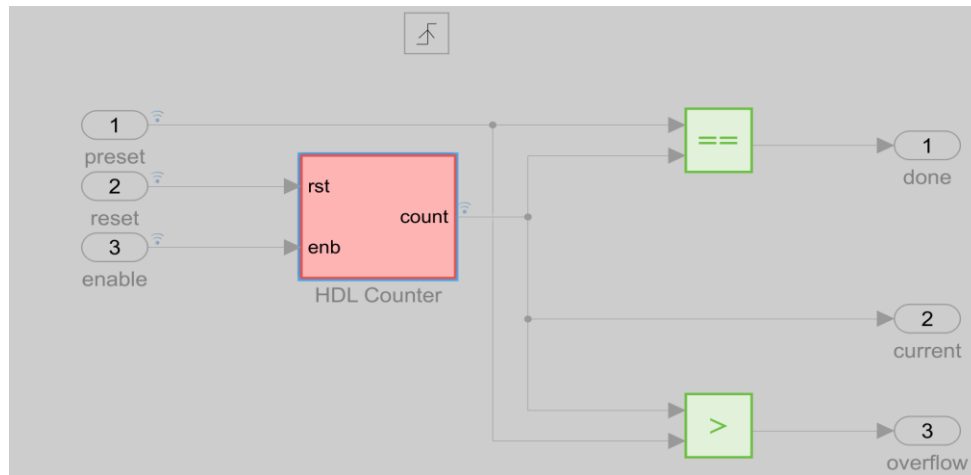 1
preset
2
reset
3
enable
rst
enb
count
HDL Counter
==
>
1
done
2
current
3
overflow